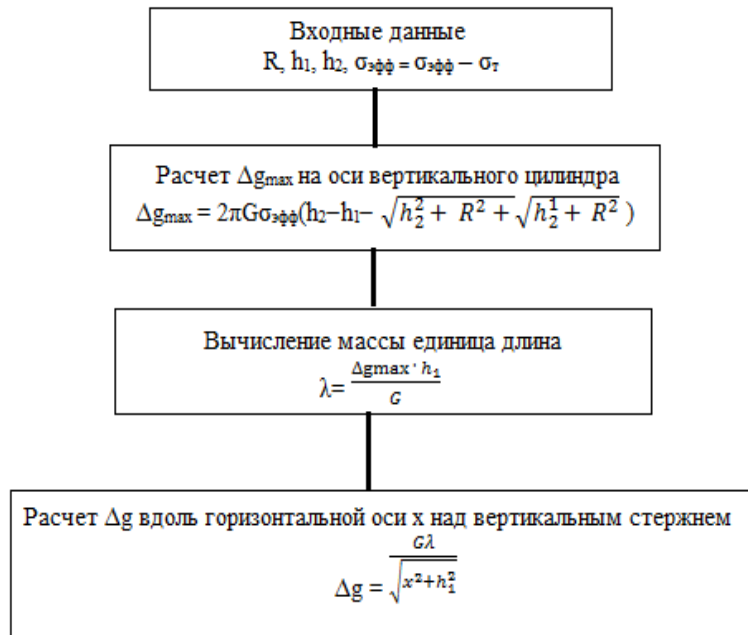 Входные данные
R, h₁, h₂, σэфф = σэфф – σт
Расчет Δgmax на оси вертикального цилиндра
Δgmax = 2πGσэфф(h₂–h₁– √(h₂² + R² +) √(h₂¹ + R²) )
Вычисление массы единица длина
λ= (Δgmax · h₁)/G
Расчет Δg вдоль горизонтальной оси x над вертикальным стержнем
Δg = Gλ/√(x²+h₁²)